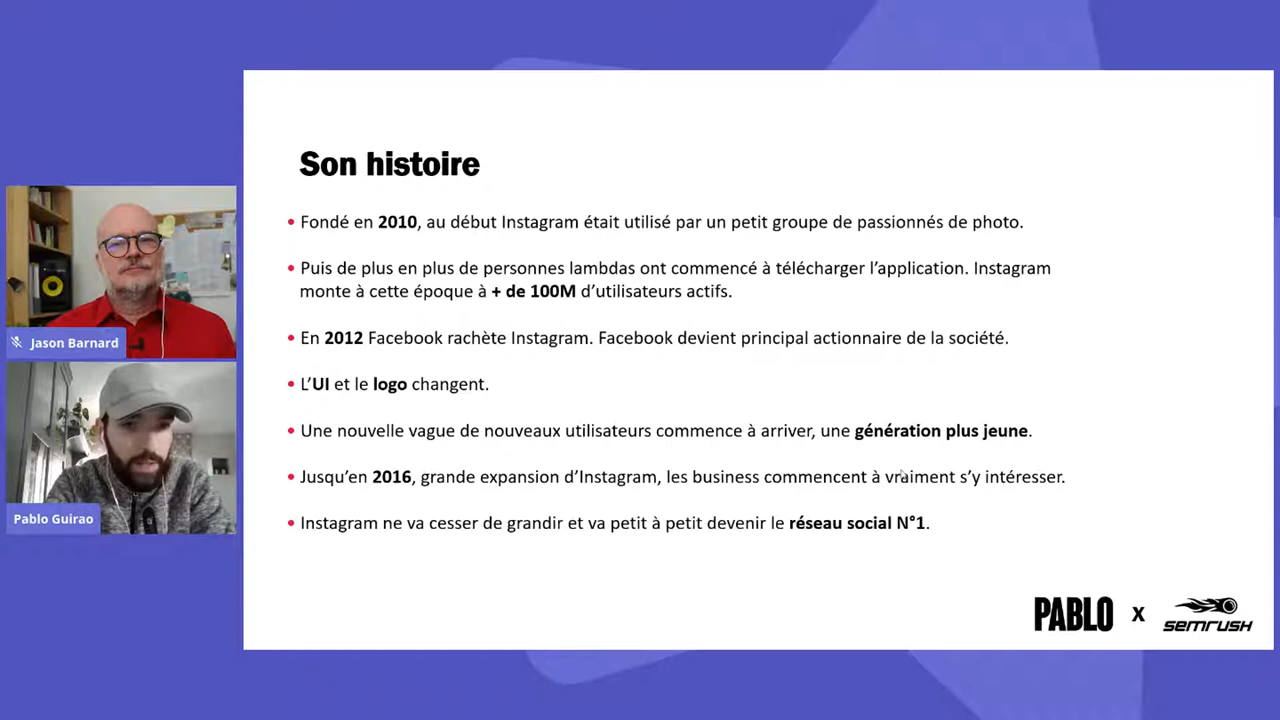 Son histoire
• Fondé en 2010, au début Instagram était utilisé par un petit groupe de passionnés de photo.
• Puis de plus en plus de personnes lambdas ont commencé à télécharger l’application. Instagram
monte à cette époque à + de 100M d’utilisateurs actifs.
• En 2012 Facebook rachète Instagram. Facebook devient principal actionnaire de la société.
• L’UI et le logo changent.
• Une nouvelle vague de nouveaux utilisateurs commence à arriver, une génération plus jeune.
• Jusqu’en 2016, grande expansion d’Instagram, les business commencent à vraiment s’y intéresser.
• Instagram ne va cesser de grandir et va petit à petit devenir le réseau social N°1.
Jason Barnard
Pablo Guirao
PABLO X SEMRUSH